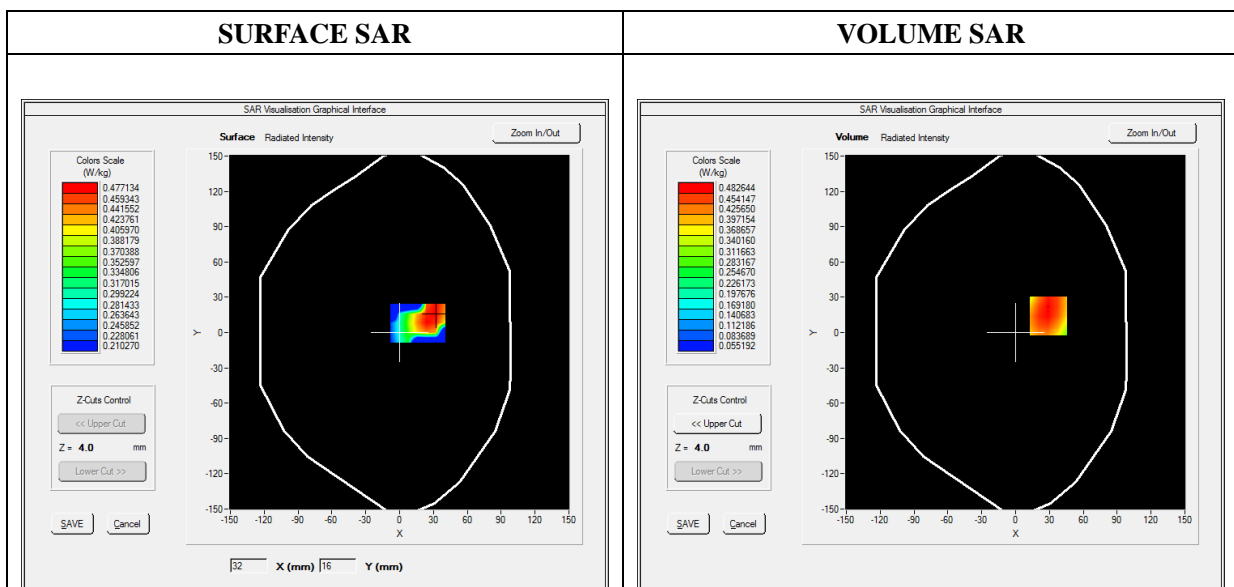 SURFACE SAR
VOLUME SAR
SAR Visualisation Graphical Interface
Surface Radiated Intensity
Zoom In/Out
Colors Scale
(W/kg)
0.477134
0.459343
0.441552
0.423761
0.405970
0.388179
0.370388
0.352597
0.334806
0.317015
0.299224
0.281433
0.263643
0.245852
0.228061
0.210270
Z-Cuts Control
<< Upper Cut
Z = 4.0 mm
Lower Cut >>
SAVE Cancel
150
120
90
60
30
0
-30
-60
-90
-120
-150
Y
-150 -120 -90 -60 -30 0 30 60 90 120 150
X
32 X (mm) 16 Y (mm)
SAR Visualisation Graphical Interface
Volume Radiated Intensity
Zoom In/Out
Colors Scale
(W/kg)
0.482644
0.454147
0.425650
0.397154
0.368657
0.340160
0.311663
0.283167
0.254670
0.226173
0.197676
0.169180
0.140683
0.112186
0.083689
0.055192
Z-Cuts Control
<< Upper Cut
Z = 4.0 mm
Lower Cut >>
SAVE Cancel
150
120
90
60
30
0
-30
-60
-90
-120
-150
Y
-150 -120 -90 -60 -30 0 30 60 90 120 150
X